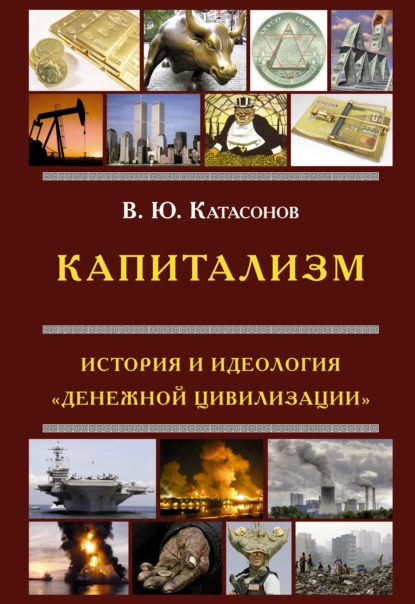 В. Ю. Катасонов
КАПИТАЛИЗМ
ИСТОРИЯ И ИДЕОЛОГИЯ
«ДЕНЕЖНОЙ ЦИВИЛИЗАЦИИ»